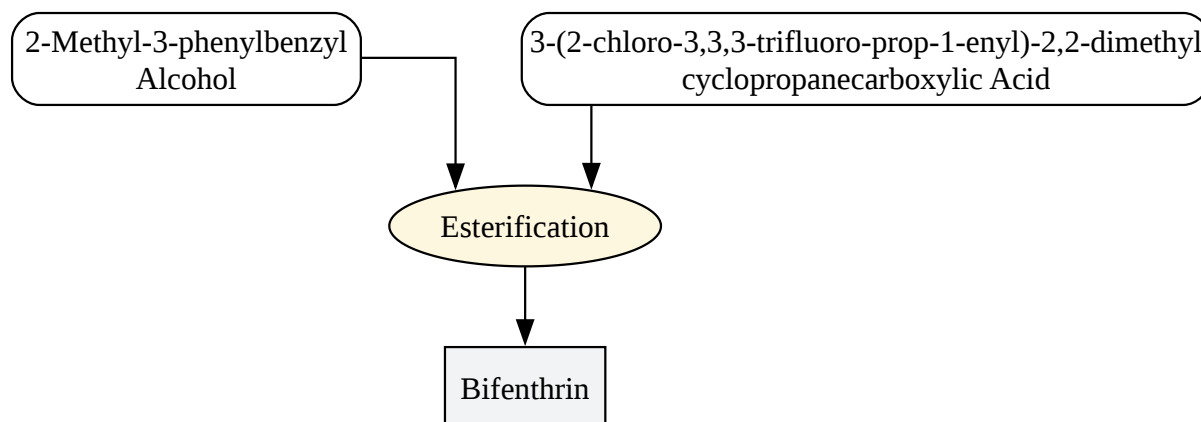 2-Methyl-3-phenylbenzyl
Alcohol
3-(2-chloro-3,3,3-trifluoro-prop-1-enyl)-2,2-dimethyl
cyclopropanecarboxylic Acid
Esterification
Bifenthrin